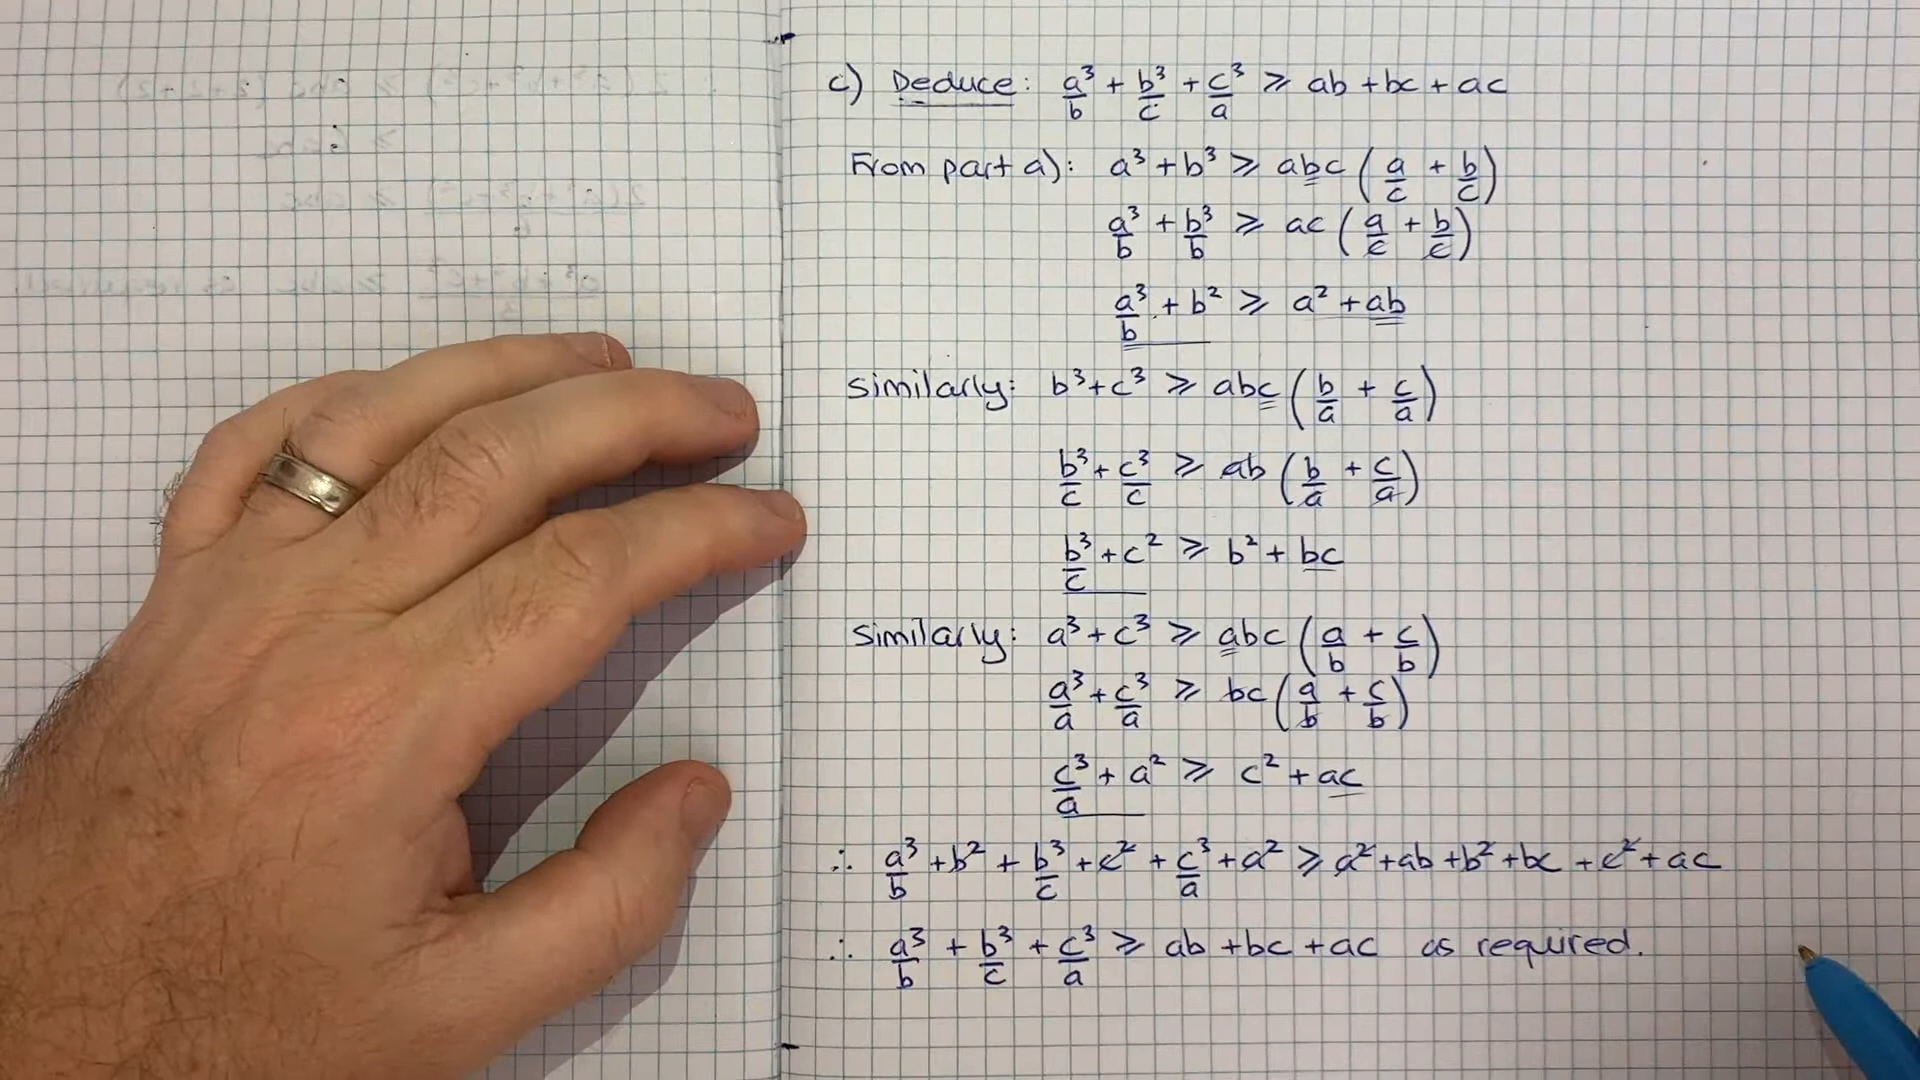 c) Deduce: a³/b + b³/c + c³/a ⩾ ab + bc + ac
From part a): a³ + b³ ⩾ abc (a/c + b/c)
a³/b + b³/b ⩾ ac (a/c + b/c)
a³/b + b² ⩾ a² + ab
Similarly: b³ + c³ ⩾ abc (b/a + c/a)
b³/c + c³/c ⩾ ab (b/a + c/a)
b³/c + c² ⩾ b² + bc
Similarly: a³ + c³ ⩾ abc (a/b + c/b)
a³/a + c³/a ⩾ bc (a/b + c/b)
c³/a + a² ⩾ c² + ac
∴ a³/b + b² + b³/c + c² + c³/a + a² ⩾ a² + ab + b² + bc + c² + ac
∴ a³/b + b³/c + c³/a ⩾ ab + bc + ac as required.